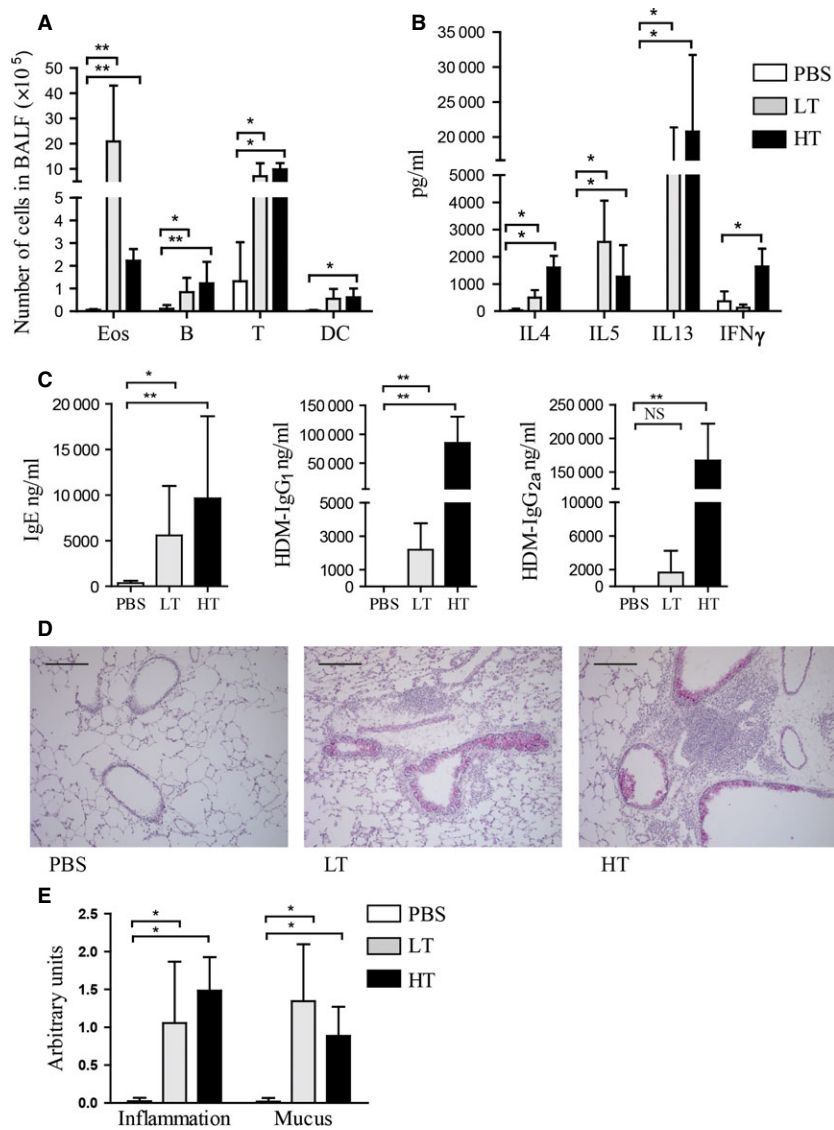 A
Number of cells in BALF (×10⁵)
50
40
30
20
10
6
5
4
3
2
1
0
** ** * ** * * *
Eos B T DC
B
pg/ml
35 000
30 000
25 000
20 000
5000
4000
3000
2000
1000
0
* * * * * * *
IL4 IL5 IL13 IFNγ
PBS
LT
HT
C
IgE ng/ml
20 000
15 000
10 000
5000
0
*
**
PBS LT HT
HDM-IgG₁ ng/ml
150 000
100 000
50 000
5000
4000
3000
2000
1000
0
**
**
PBS LT HT
HDM-IgG₂ₐ ng/ml
250 000
200 000
150 000
10000
8000
6000
4000
2000
0
**
NS
PBS LT HT
D
PBS LT HT
E
Arbitrary units
2.5
2.0
1.5
1.0
0.5
0.0
* * * *
Inflammation Mucus
PBS
LT
HT